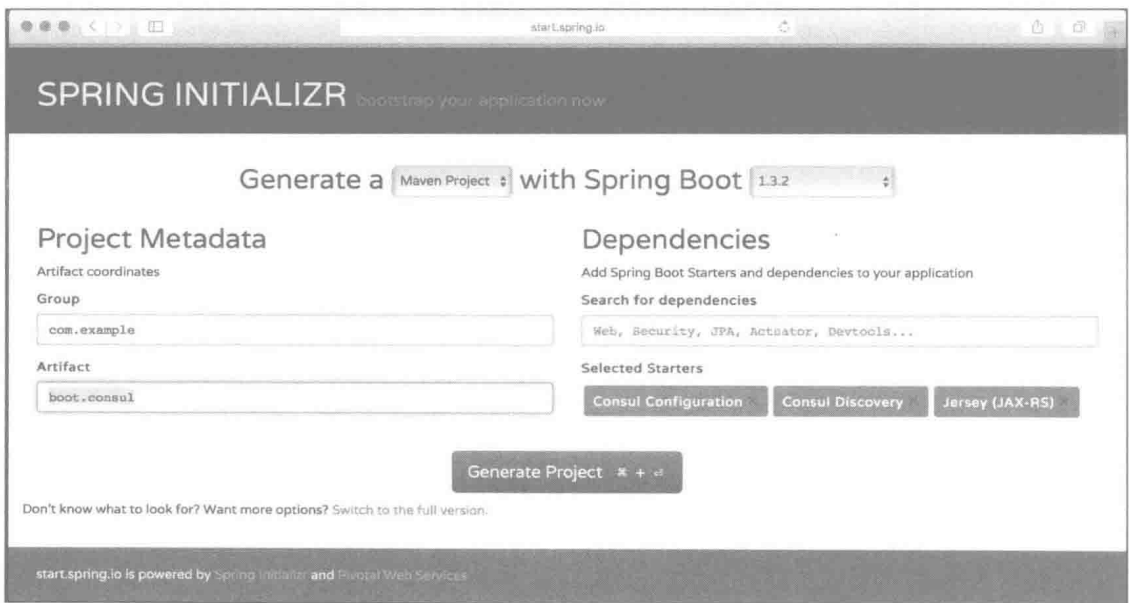 start.spring.io
SPRING INITIALIZR bootstrap your application now
Generate a Maven Project with Spring Boot 1.3.2
Project Metadata
Artifact coordinates
Group
com.example
Artifact
boot.consul
Dependencies
Add Spring Boot Starters and dependencies to your application
Search for dependencies
Web, Security, JPA, Actuator, Devtools...
Selected Starters
Consul Configuration × Consul Discovery × Jersey (JAX-RS) ×
Generate Project ⌘ + ⏎
Don't know what to look for? Want more options? Switch to the full version.
start.spring.io is powered by Spring Initializr and Pivotal Web Services